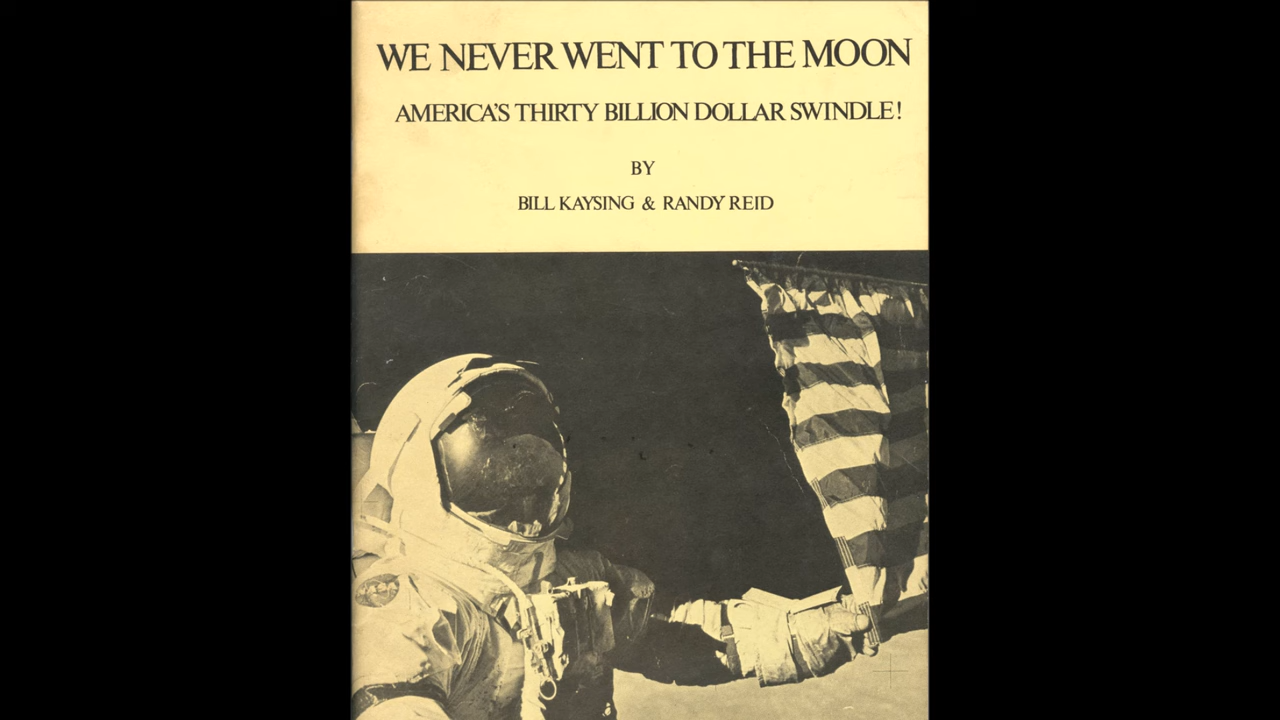 WE NEVER WENT TO THE MOON
AMERICA'S THIRTY BILLION DOLLAR SWINDLE!
BY
BILL KAYSING & RANDY REID